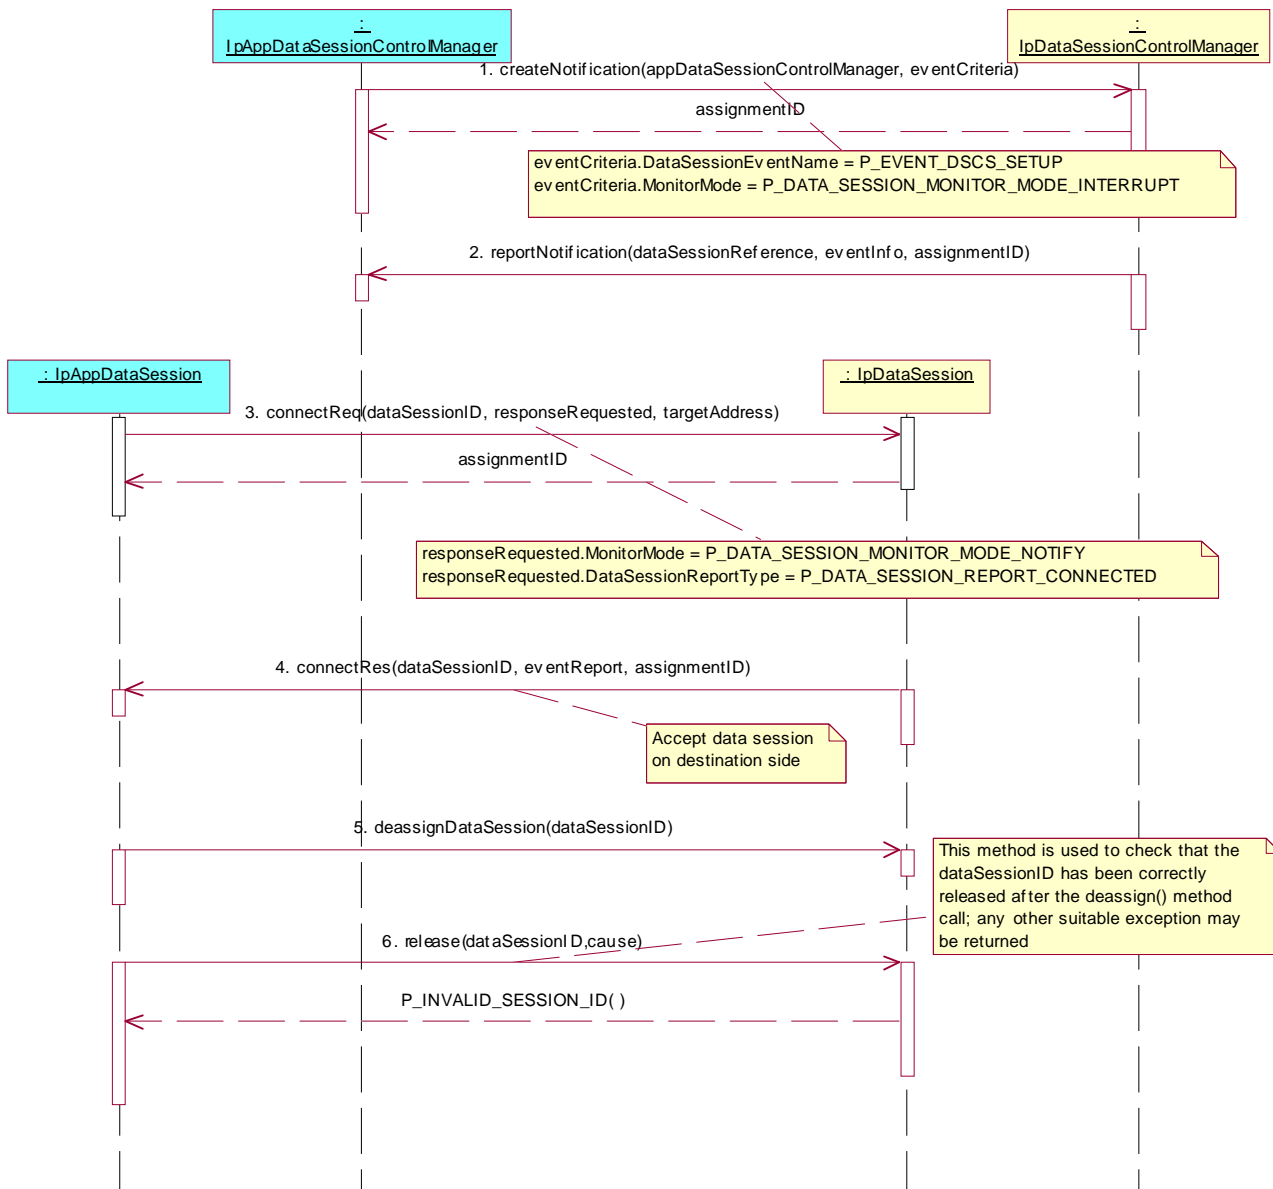 :
IpAppDataSessionControlManager
:
IpDataSessionControlManager
1. createNotification(appDataSessionControlManager, eventCriteria)
assignmentID
eventCriteria.DataSessionEventName = P_EVENT_DSCS_SETUP
eventCriteria.MonitorMode = P_DATA_SESSION_MONITOR_MODE_INTERRUPT
2. reportNotification(dataSessionReference, eventInfo, assignmentID)
: IpAppDataSession
: IpDataSession
3. connectReq(dataSessionID, responseRequested, targetAddress)
assignmentID
responseRequested.MonitorMode = P_DATA_SESSION_MONITOR_MODE_NOTIFY
responseRequested.DataSessionReportType = P_DATA_SESSION_REPORT_CONNECTED
4. connectRes(dataSessionID, eventReport, assignmentID)
Accept data session
on destination side
5. deassignDataSession(dataSessionID)
This method is used to check that the
dataSessionID has been correctly
released after the deassign() method
call; any other suitable exception may
be returned
6. release(dataSessionID,cause)
P_INVALID_SESSION_ID( )